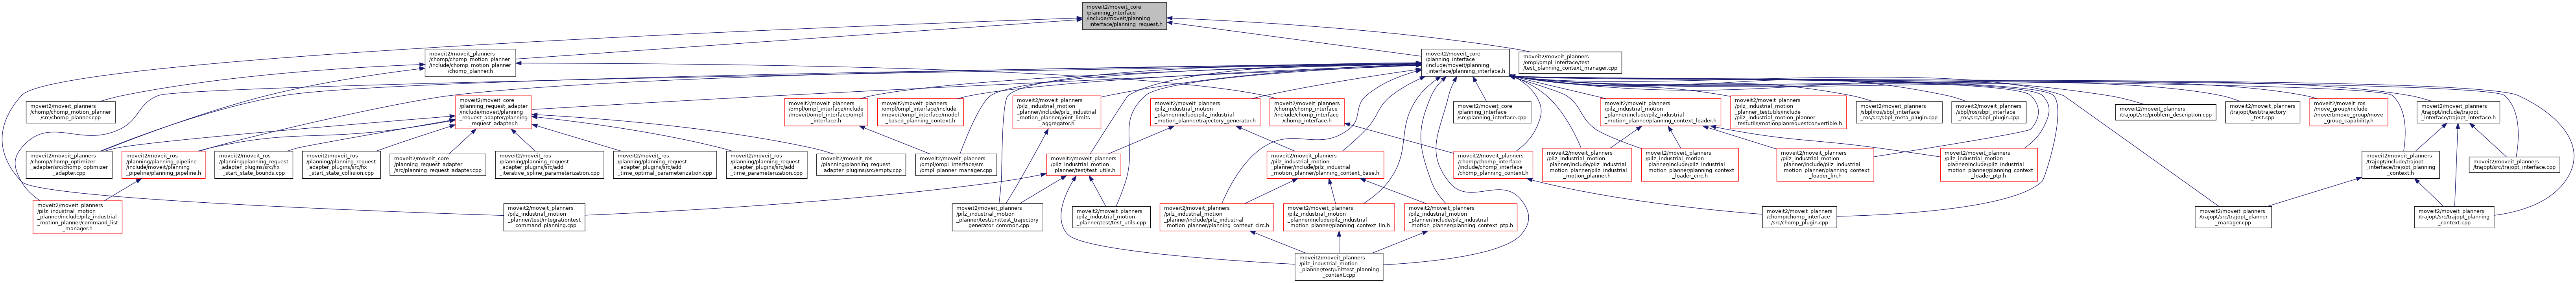 moveit2/moveit_core
/planning_interface
/include/moveit/planning
_interface/planning_request.h
moveit2/moveit_planners
/chomp/chomp_motion_planner
/include/chomp_motion_planner
/chomp_planner.h
moveit2/moveit_core
/planning_interface
/include/moveit/planning
_interface/planning_interface.h
moveit2/moveit_planners
/ompl/ompl_interface/test
/test_planning_context_manager.cpp
moveit2/moveit_planners
/chomp/chomp_motion_planner
/src/chomp_planner.cpp
moveit2/moveit_core
/planning_request_adapter
/include/moveit/planning
_request_adapter/planning
_request_adapter.h
moveit2/moveit_planners
/ompl/ompl_interface/include
/moveit/ompl_interface/ompl
_interface.h
moveit2/moveit_planners
/ompl/ompl_interface/include
/moveit/ompl_interface/model
_based_planning_context.h
moveit2/moveit_planners
/pilz_industrial_motion
_planner/include/pilz_industrial
_motion_planner/joint_limits
_aggregator.h
moveit2/moveit_planners
/pilz_industrial_motion
_planner/include/pilz_industrial
_motion_planner/trajectory_generator.h
moveit2/moveit_planners
/chomp/chomp_interface
/include/chomp_interface
/chomp_interface.h
moveit2/moveit_core
/planning_interface
/src/planning_interface.cpp
moveit2/moveit_planners
/pilz_industrial_motion
_planner/include/pilz_industrial
_motion_planner/planning_context_loader.h
moveit2/moveit_planners
/pilz_industrial_motion
_planner_testutils/include
/pilz_industrial_motion_planner
_testutils/motionplanrequestconvertible.h
moveit2/moveit_planners
/sbpl/ros/sbpl_interface
_ros/src/sbpl_meta_plugin.cpp
moveit2/moveit_planners
/sbpl/ros/sbpl_interface
_ros/src/sbpl_plugin.cpp
moveit2/moveit_planners
/trajopt/src/problem_description.cpp
moveit2/moveit_planners
/trajopt/test/trajectory
_test.cpp
moveit2/moveit_ros
/move_group/include
/moveit/move_group/move
_group_capability.h
moveit2/moveit_planners
/trajopt/include/trajopt
_interface/trajopt_interface.h
moveit2/moveit_planners
/chomp/chomp_optimizer
_adapter/src/chomp_optimizer
_adapter.cpp
moveit2/moveit_ros
/planning/planning_pipeline
/include/moveit/planning
_pipeline/planning_pipeline.h
moveit2/moveit_ros
/planning/planning_request
_adapter_plugins/src/fix
_start_state_bounds.cpp
moveit2/moveit_ros
/planning/planning_request
_adapter_plugins/src/fix
_start_state_collision.cpp
moveit2/moveit_core
/planning_request_adapter
/src/planning_request_adapter.cpp
moveit2/moveit_ros
/planning/planning_request
_adapter_plugins/src/add
_iterative_spline_parameterization.cpp
moveit2/moveit_ros
/planning/planning_request
_adapter_plugins/src/add
_time_optimal_parameterization.cpp
moveit2/moveit_ros
/planning/planning_request
_adapter_plugins/src/add
_time_parameterization.cpp
moveit2/moveit_ros
/planning/planning_request
_adapter_plugins/src/empty.cpp
moveit2/moveit_planners
/ompl/ompl_interface/src
/ompl_planner_manager.cpp
moveit2/moveit_planners
/pilz_industrial_motion
_planner/test/test_utils.h
moveit2/moveit_planners
/pilz_industrial_motion
_planner/include/pilz_industrial
_motion_planner/planning_context_base.h
moveit2/moveit_planners
/chomp/chomp_interface
/include/chomp_interface
/chomp_planning_context.h
moveit2/moveit_planners
/pilz_industrial_motion
_planner/include/pilz_industrial
_motion_planner/pilz_industrial
_motion_planner.h
moveit2/moveit_planners
/pilz_industrial_motion
_planner/include/pilz_industrial
_motion_planner/planning_context
_loader_circ.h
moveit2/moveit_planners
/pilz_industrial_motion
_planner/include/pilz_industrial
_motion_planner/planning_context
_loader_lin.h
moveit2/moveit_planners
/pilz_industrial_motion
_planner/include/pilz_industrial
_motion_planner/planning_context
_loader_ptp.h
moveit2/moveit_planners
/trajopt/include/trajopt
_interface/trajopt_planning
_context.h
moveit2/moveit_planners
/trajopt/src/trajopt_interface.cpp
moveit2/moveit_planners
/pilz_industrial_motion
_planner/include/pilz_industrial
_motion_planner/command_list
_manager.h
moveit2/moveit_planners
/pilz_industrial_motion
_planner/test/integrationtest
_command_planning.cpp
moveit2/moveit_planners
/pilz_industrial_motion
_planner/test/unittest_trajectory
_generator_common.cpp
moveit2/moveit_planners
/pilz_industrial_motion
_planner/test/test_utils.cpp
moveit2/moveit_planners
/pilz_industrial_motion
_planner/include/pilz_industrial
_motion_planner/planning_context_circ.h
moveit2/moveit_planners
/pilz_industrial_motion
_planner/include/pilz_industrial
_motion_planner/planning_context_lin.h
moveit2/moveit_planners
/pilz_industrial_motion
_planner/include/pilz_industrial
_motion_planner/planning_context_ptp.h
moveit2/moveit_planners
/chomp/chomp_interface
/src/chomp_plugin.cpp
moveit2/moveit_planners
/trajopt/src/trajopt_planner
_manager.cpp
moveit2/moveit_planners
/trajopt/src/trajopt_planning
_context.cpp
moveit2/moveit_planners
/pilz_industrial_motion
_planner/test/unittest_planning
_context.cpp